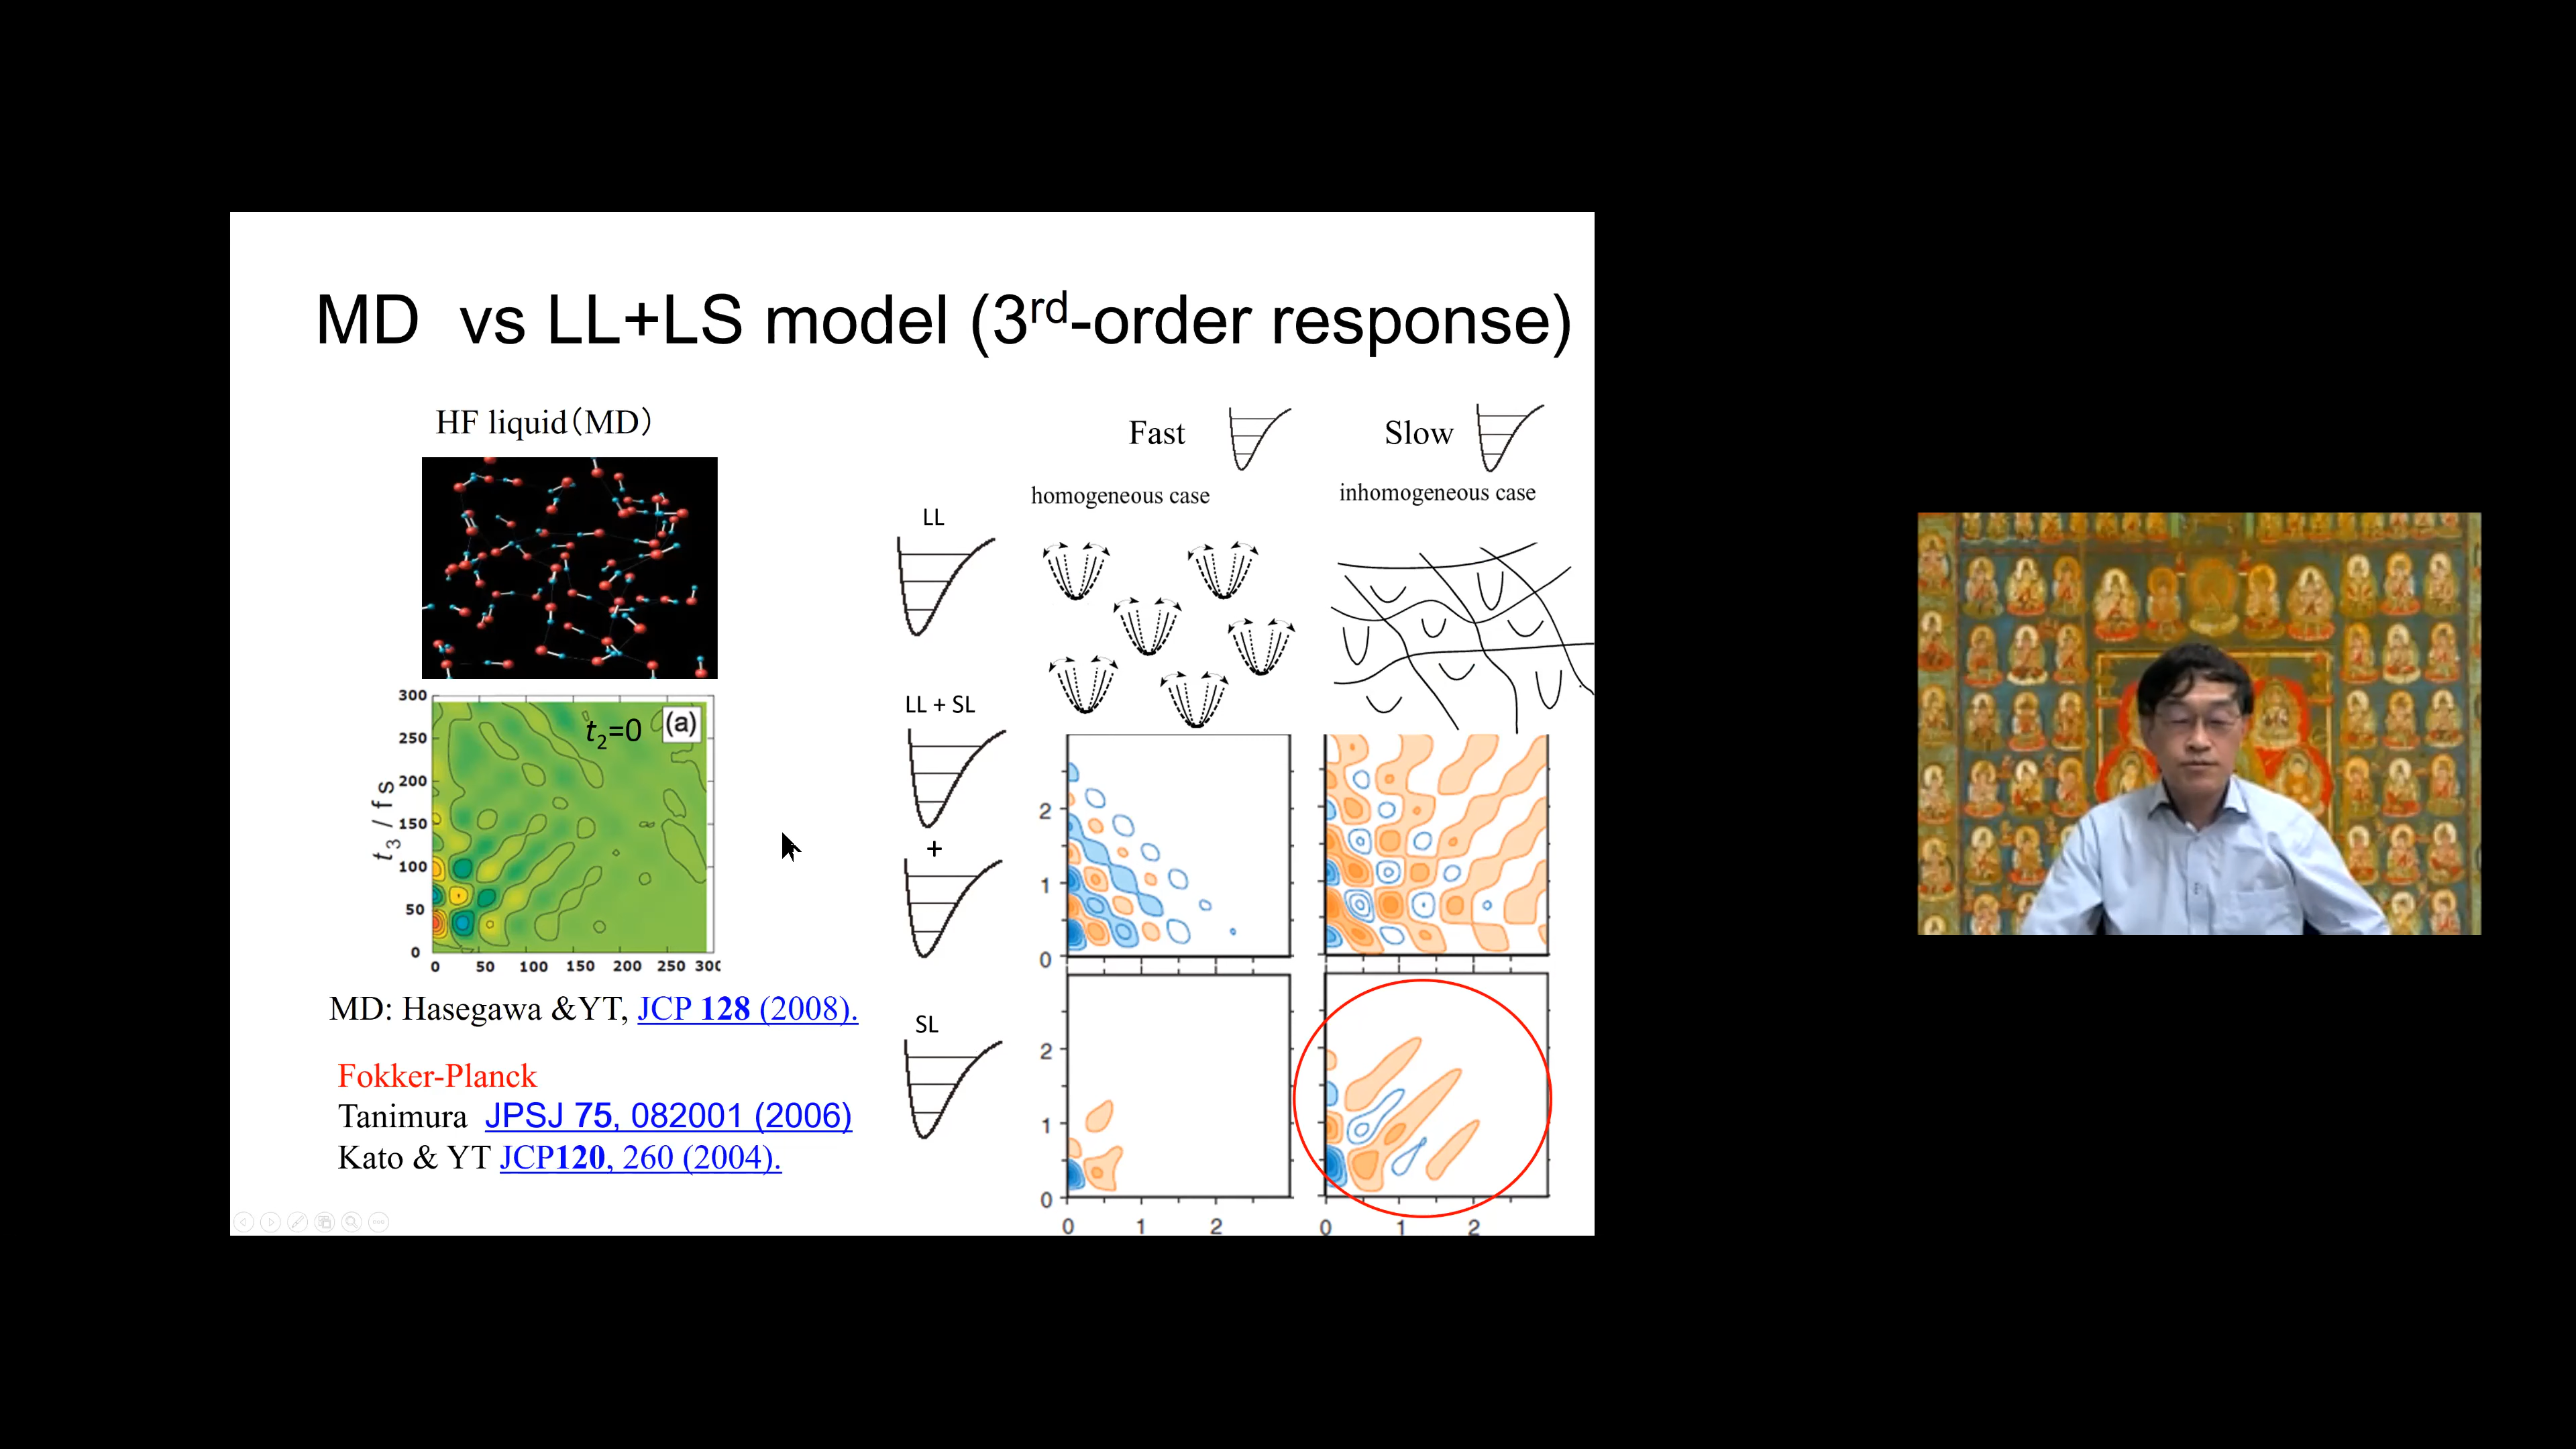 MD vs LL+LS model (3rd-order response)
HF liquid(MD)
t2=0
(a)
300
250
200
150
100
50
0
t3 / fs
0 50 100 150 200 250 300
MD: Hasegawa &YT, JCP 128 (2008).
Fokker-Planck
Tanimura JPSJ 75, 082001 (2006)
Kato & YT JCP120, 260 (2004).
LL
LL + SL
+
SL
Fast
Slow
homogeneous case
inhomogeneous case
2
1
0
2
1
0
0 1 2
0 1 2